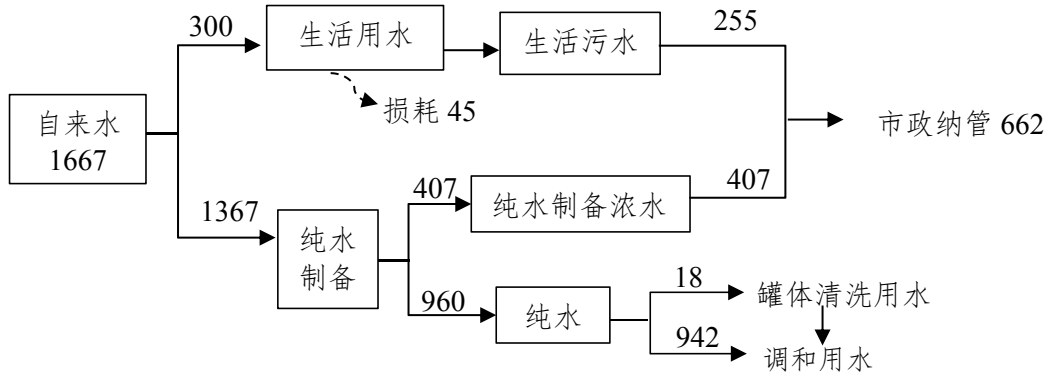 300
生活用水
生活污水
255
损耗 45
自来水
1667
市政纳管 662
1367
纯水
制备
407
纯水制备浓水
407
960
纯水
18
罐体清洗用水
942
调和用水